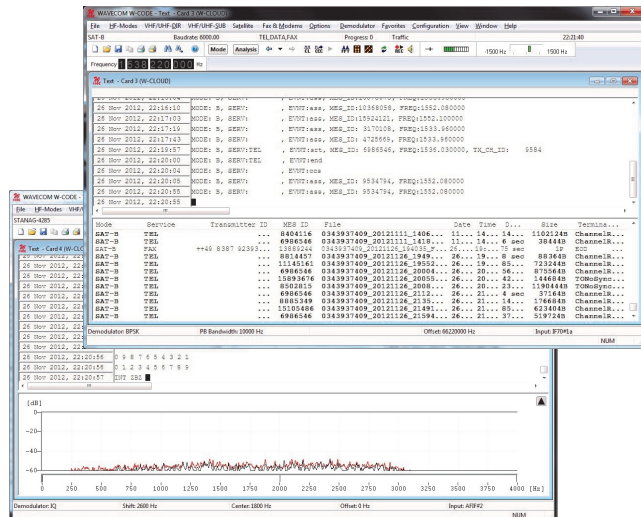 WAVECOM W-CODE - Text - Card 3 (W-CLOUD)
File HF-Modes VHF/UHF-DIR VHF/UHF-SUB Satellite Fax & Modems Options Demodulator Favorites Configuration View Window Help
SAT-B Baudrate: 6000.00 TEL,DATA,FAX Progress: 0 Traffic 22:21:40
Mode Analysis -1500 Hz 1500 Hz
Frequency 1 538 220 000 Hz
Text - Card 3 (W-CLOUD)
26 Nov 2012, 22:16:10 MODE: B, SERV: , EVNT:ass, MES_ID:10368058, FREQ:1552.080000
26 Nov 2012, 22:17:03 MODE: B, SERV: , EVNT:ass, MES_ID:15924121, FREQ:1552.100000
26 Nov 2012, 22:17:19 MODE: B, SERV: , EVNT:ass, MES_ID: 3170108, FREQ:1533.960000
26 Nov 2012, 22:17:43 MODE: B, SERV: , EVNT:ass, MES_ID: 4725669, FREQ:1533.960000
26 Nov 2012, 22:19:57 MODE: B, SERV:TEL , EVNT:srt, MES_ID: 6986546, FREQ:1536.030000, TX_CH_ID: 9584
26 Nov 2012, 22:20:00 MODE: B, SERV:TEL , EVNT:end
26 Nov 2012, 22:20:05 MODE: B, SERV: , EVNT:occ
26 Nov 2012, 22:20:55 MODE: B, SERV: , EVNT:ass, MES_ID: 9534794, FREQ:1552.080000
26 Nov 2012, 22:20:55 MODE: B, SERV: , EVNT:ass, MES_ID: 9534794, FREQ:1552.080000
26 Nov 2012, 22:20:55
Mode Service Transmitter ID MES ID File Date Time D... Size Termina...
SAT-B TEL ... 8404116 0343937409_20121111_1406... 11... 14... 14... 1102124B ChannelR...
SAT-B TEL ... 6986546 0343937409_20121111_1418... 11... 14... 6 sec 38444B ChannelR...
SAT-B FAX ++49 8387 92393... 13889244 0343937409_20121126_194035_F... 26... 19:... 75 sec 1P EOD
SAT-B TEL ... 8814457 0343937409_20121126_1949... 26... 19... 8 sec 88364B ChannelR...
SAT-B TEL ... 11145161 0343937409_20121126_19552... 26... 19... 85... 723244B ChannelR...
SAT-B TEL ... 6986546 0343937409_20121126_20004... 26... 20... 56... 875564B ChannelR...
SAT-B TEL ... 15893676 0343937409_20121126_20055... 26... 20... 42... 144684B ChannelR...
SAT-B TEL ... 8502815 0343937409_20121126_2008... 26... 20... 23... 1190444B TONoSync...
SAT-B TEL ... 6986546 0343937409_20121126_2112... 26... 21... 4 sec 37164B ChannelR...
SAT-B TEL ... 8885349 0343937409_20121126_2135... 26... 21... 14... 176684B ChannelR...
SAT-B TEL ... 15105486 0343937409_20121126_21491... 26... 21... 85... 623404B ChannelR...
SAT-B TEL ... 6986546 0343937409_20121126_21594... 26... 21... 37... 519724B ChannelR...
Demodulator: BPSK PB Bandwidth: 10000 Hz Offset: 66220000 Hz Input: IF70#1a
NUM
WAVECOM W-CODE -
File HF-Modes VHF/U
STANAG-4285
Text - Card4 (W-CLO
26 Nov 2012, 22:20:56 0 9 8 7 6 5 4 3 2 1
26 Nov 2012, 22:20:56 0 1 2 3 4 5 6 7 8 9
26 Nov 2012, 22:20:57 INT ZBZ
[dB]
0
-20
-40
-60
0 250 500 750 1000 1250 1500 1750 2000 2250 2500 2750 3000 3250 3500 3750 4000 [Hz]
Demodulator: IQ Shift: 2600 Hz Center: 1800 Hz Offset: 0 Hz Input: AFIF#2
NUM